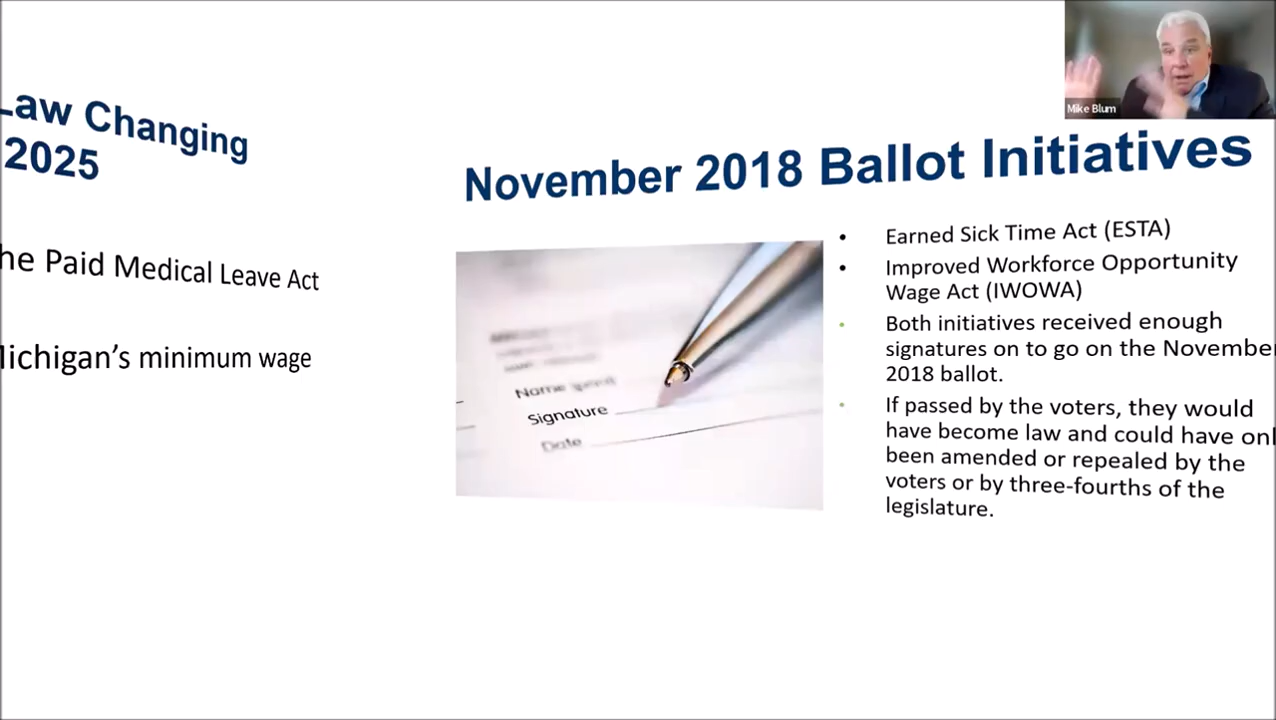 Law Changing
2025
he Paid Medical Leave Act
Michigan's minimum wage
Mike Blum
November 2018 Ballot Initiatives
Name (print)
Signature
Date
• Earned Sick Time Act (ESTA)
• Improved Workforce Opportunity
Wage Act (IWOWA)
• Both initiatives received enough
signatures on to go on the November
2018 ballot.
• If passed by the voters, they would
have become law and could have onl
been amended or repealed by the
voters or by three-fourths of the
legislature.